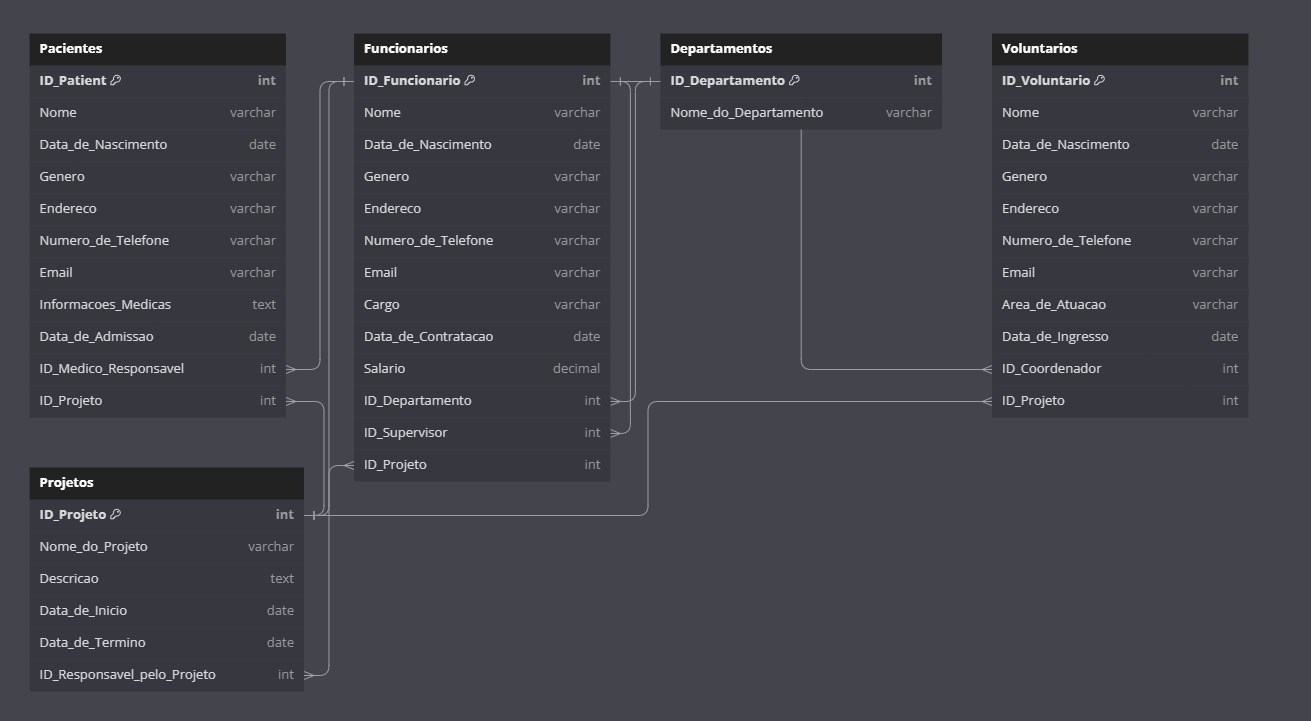 Pacientes
ID_Patient int
Nome varchar
Data_de_Nascimento date
Genero varchar
Endereco varchar
Numero_de_Telefone varchar
Email varchar
Informacoes_Medicas text
Data_de_Admissao date
ID_Medico_Responsavel int
ID_Projeto int
Funcionarios
ID_Funcionario int
Nome varchar
Data_de_Nascimento date
Genero varchar
Endereco varchar
Numero_de_Telefone varchar
Email varchar
Cargo varchar
Data_de_Contratacao date
Salario decimal
ID_Departamento int
ID_Supervisor int
ID_Projeto int
Departamentos
ID_Departamento int
Nome_do_Departamento varchar
Voluntarios
ID_Voluntario int
Nome varchar
Data_de_Nascimento date
Genero varchar
Endereco varchar
Numero_de_Telefone varchar
Email varchar
Area_de_Atuacao varchar
Data_de_Ingresso date
ID_Coordenador int
ID_Projeto int
Projetos
ID_Projeto int
Nome_do_Projeto varchar
Descricao text
Data_de_Inicio date
Data_de_Termino date
ID_Responsavel_pelo_Projeto int